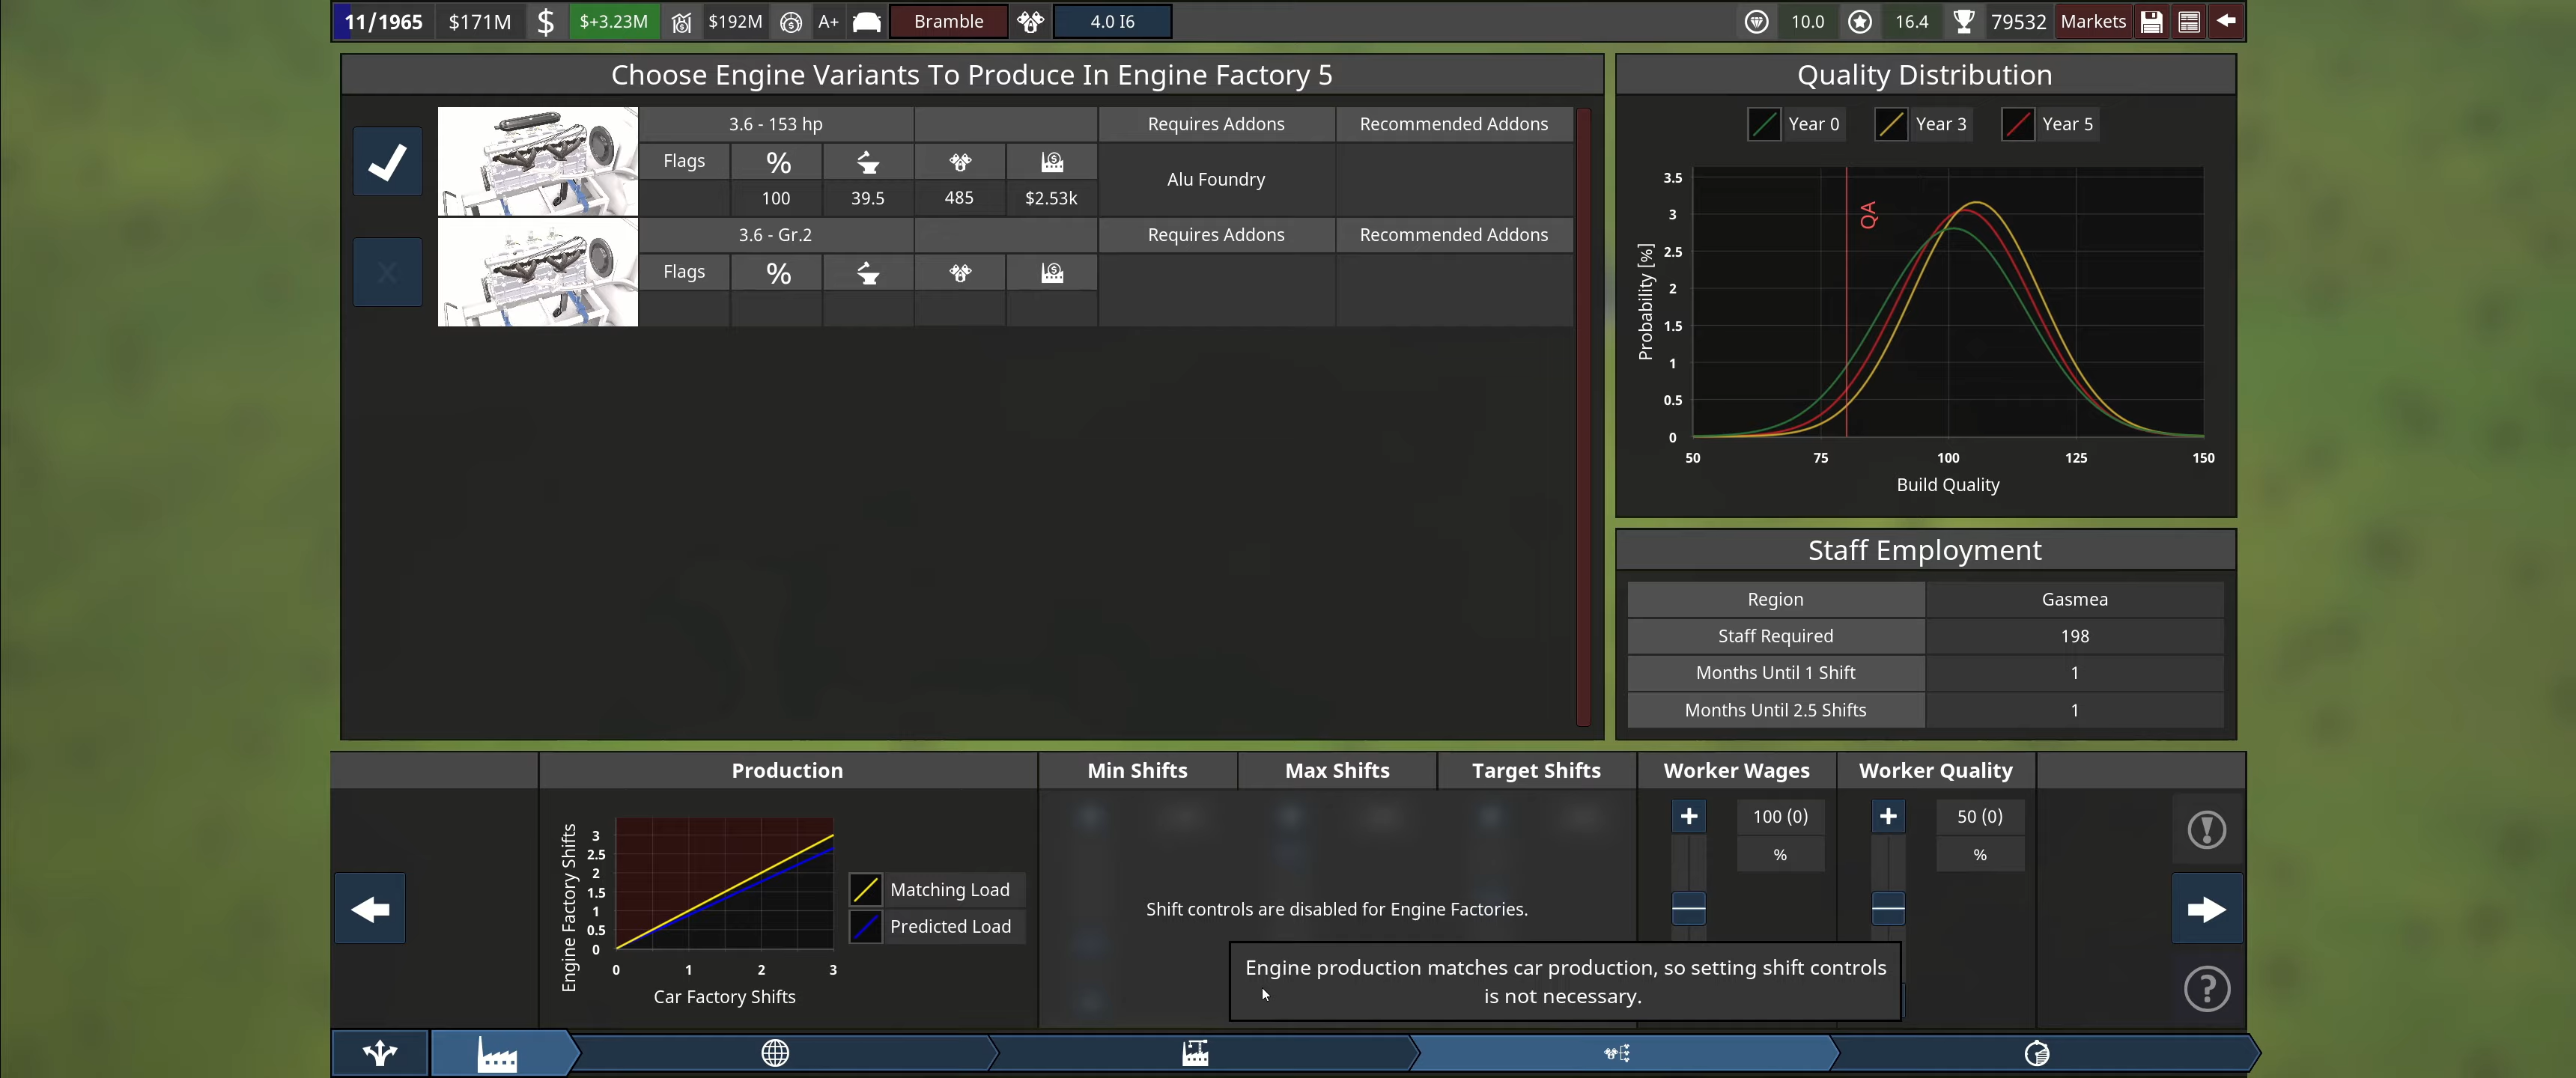 11/1965 $171M $+3.23M $192M A+ Bramble 4.0 I6 10.0 16.4 79532 Markets
Choose Engine Variants To Produce In Engine Factory 5
3.6 - 153 hp Requires Addons Recommended Addons
Flags %
Alu Foundry
100 39.5 485 $2.53k
3.6 - Gr.2 Requires Addons Recommended Addons
Flags %
Quality Distribution
Year 0 Year 3 Year 5
3.5
3
2.5
2
1.5
1
0.5
0
Probability [%]
QA
50 75 100 125 150
Build Quality
Staff Employment
Region Gasmea
Staff Required 198
Months Until 1 Shift 1
Months Until 2.5 Shifts 1
Production Min Shifts Max Shifts Target Shifts Worker Wages Worker Quality
Engine Factory Shifts
3
2.5
2
1.5
1
0.5
0
0 1 2 3
Car Factory Shifts
Matching Load
Predicted Load
Shift controls are disabled for Engine Factories.
100 (0)
%
50 (0)
%
Engine production matches car production, so setting shift controls
is not necessary.